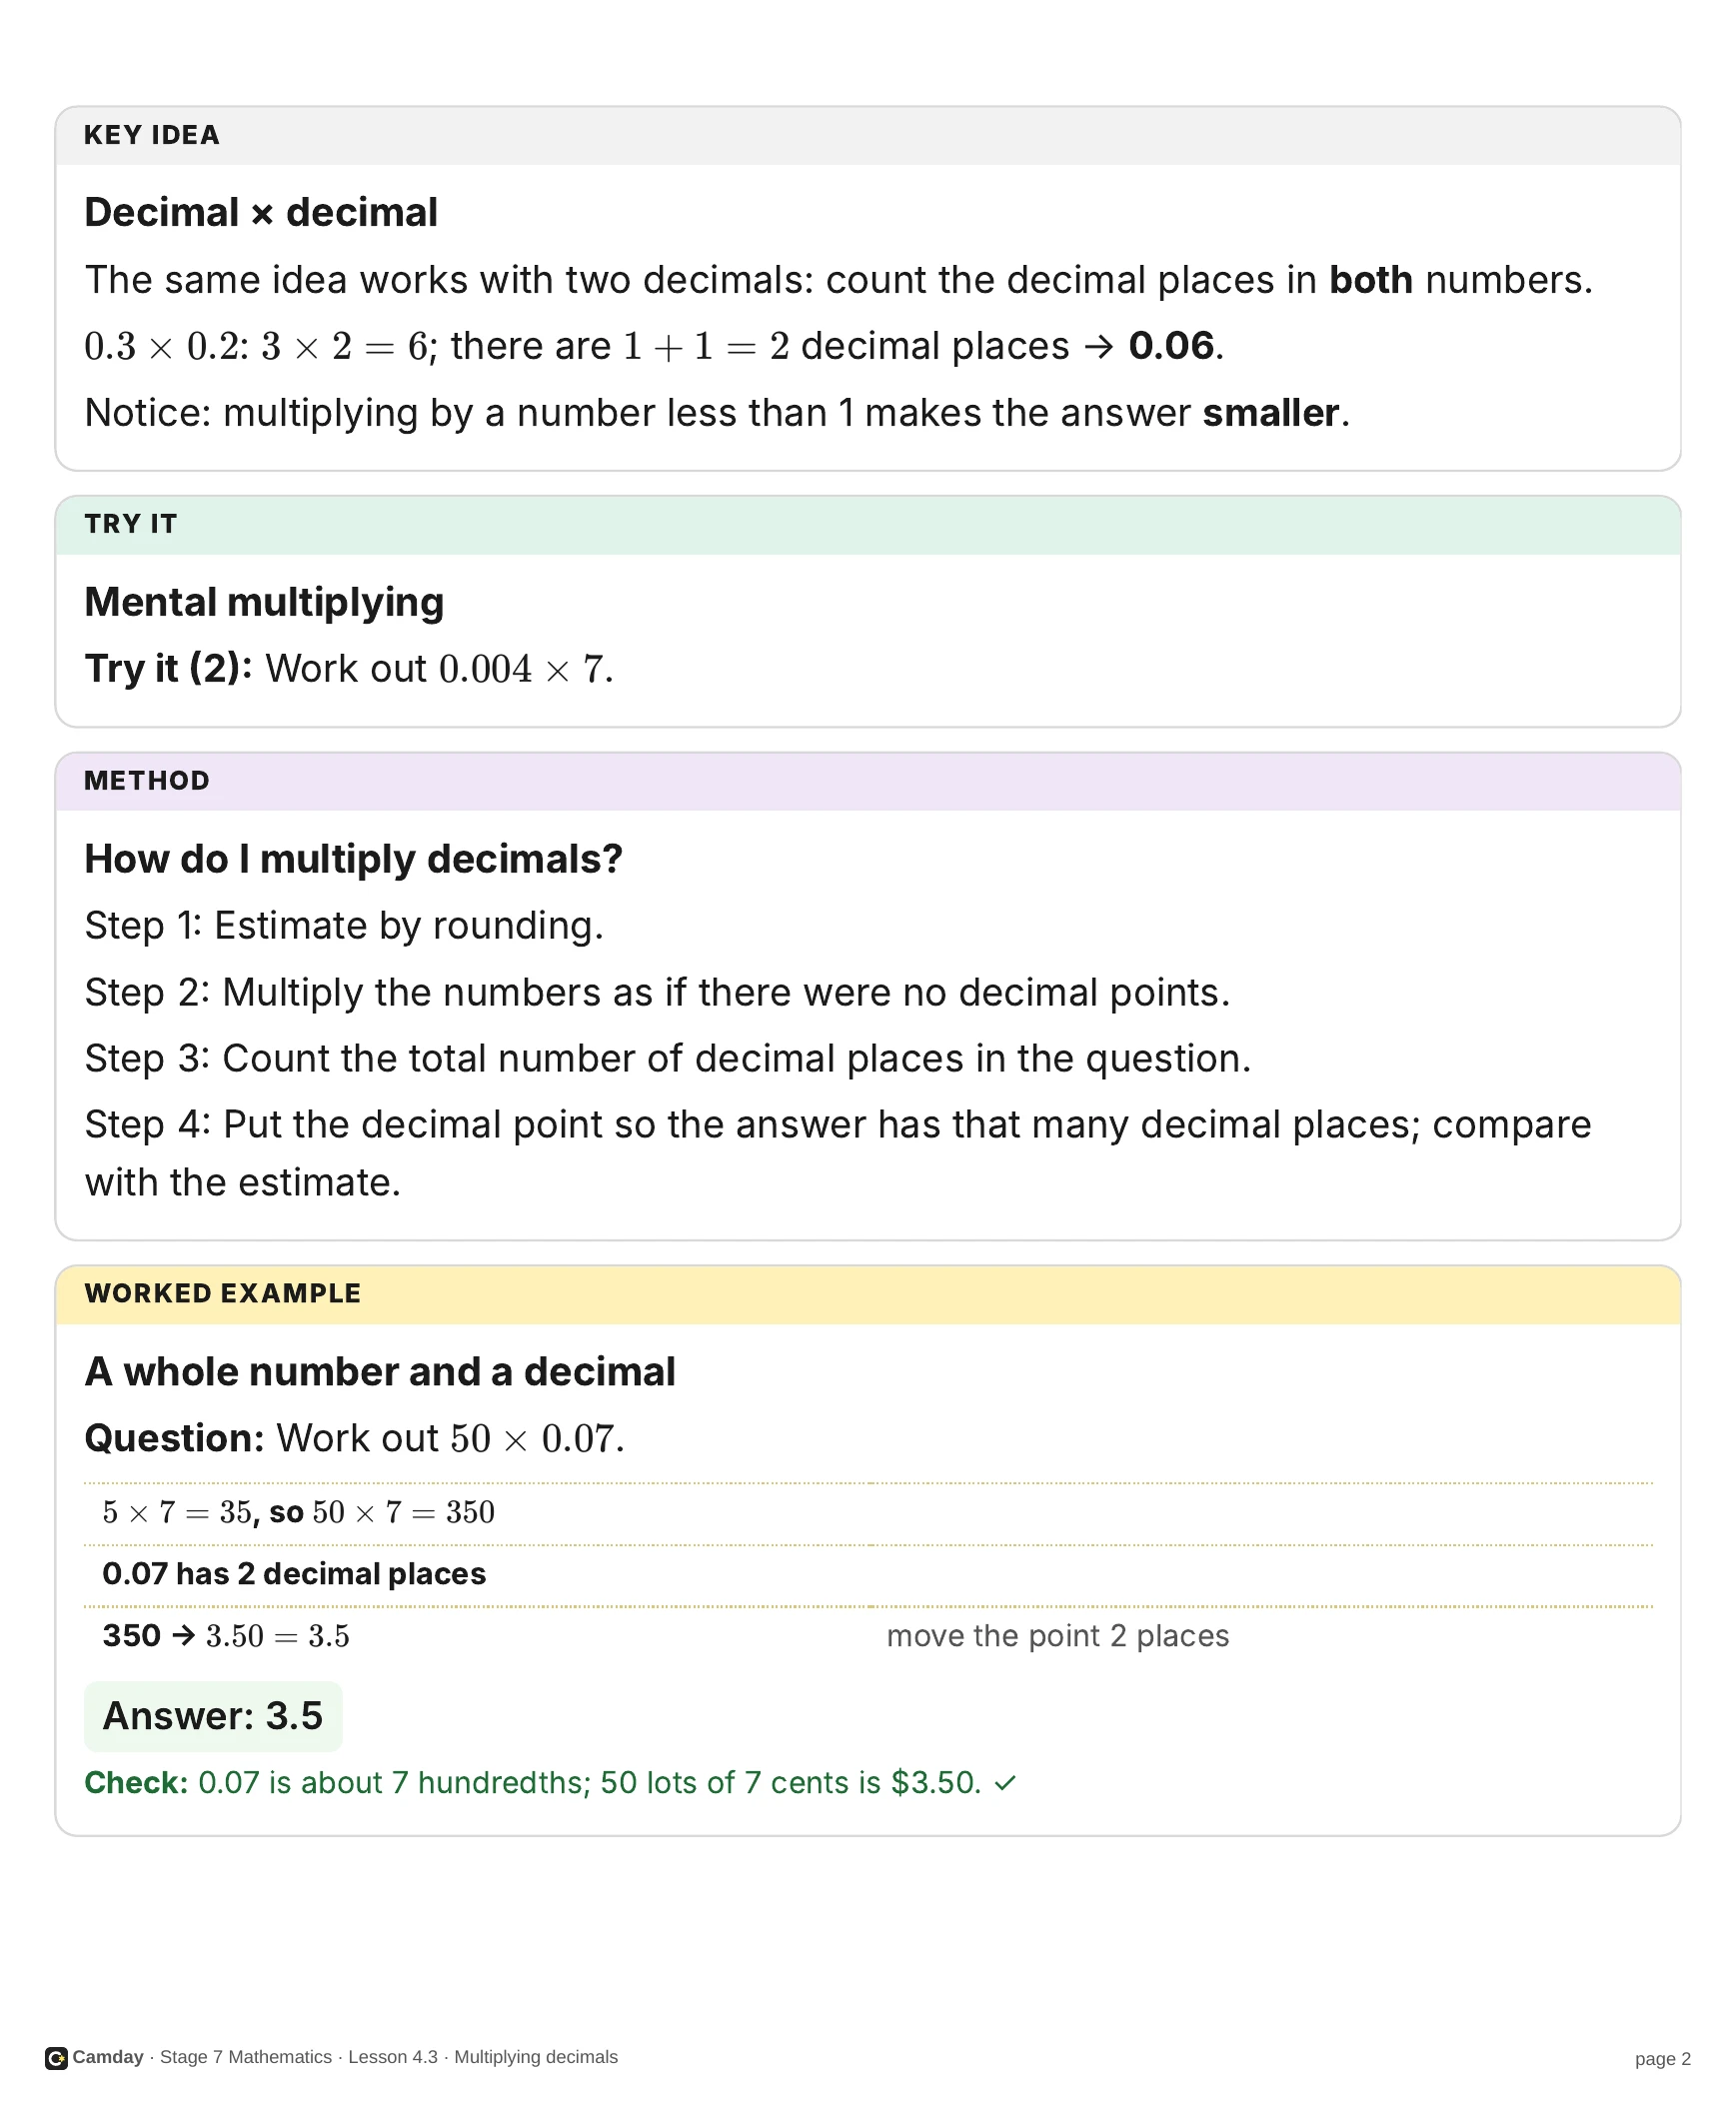 KEY IDEA
Decimal × decimal
The same idea works with two decimals: count the decimal places in both numbers.
0.3 × 0.2: 3 × 2 = 6; there are 1 + 1 = 2 decimal places → 0.06.
Notice: multiplying by a number less than 1 makes the answer smaller.
TRY IT
Mental multiplying
Try it (2): Work out 0.004 × 7.
METHOD
How do I multiply decimals?
Step 1: Estimate by rounding.
Step 2: Multiply the numbers as if there were no decimal points.
Step 3: Count the total number of decimal places in the question.
Step 4: Put the decimal point so the answer has that many decimal places; compare
with the estimate.
WORKED EXAMPLE
A whole number and a decimal
Question: Work out 50 × 0.07.
5 × 7 = 35, so 50 × 7 = 350
0.07 has 2 decimal places
350 → 3.50 = 3.5 move the point 2 places
Answer: 3.5
Check: 0.07 is about 7 hundredths; 50 lots of 7 cents is $3.50. ✓
Camday · Stage 7 Mathematics · Lesson 4.3 · Multiplying decimals page 2